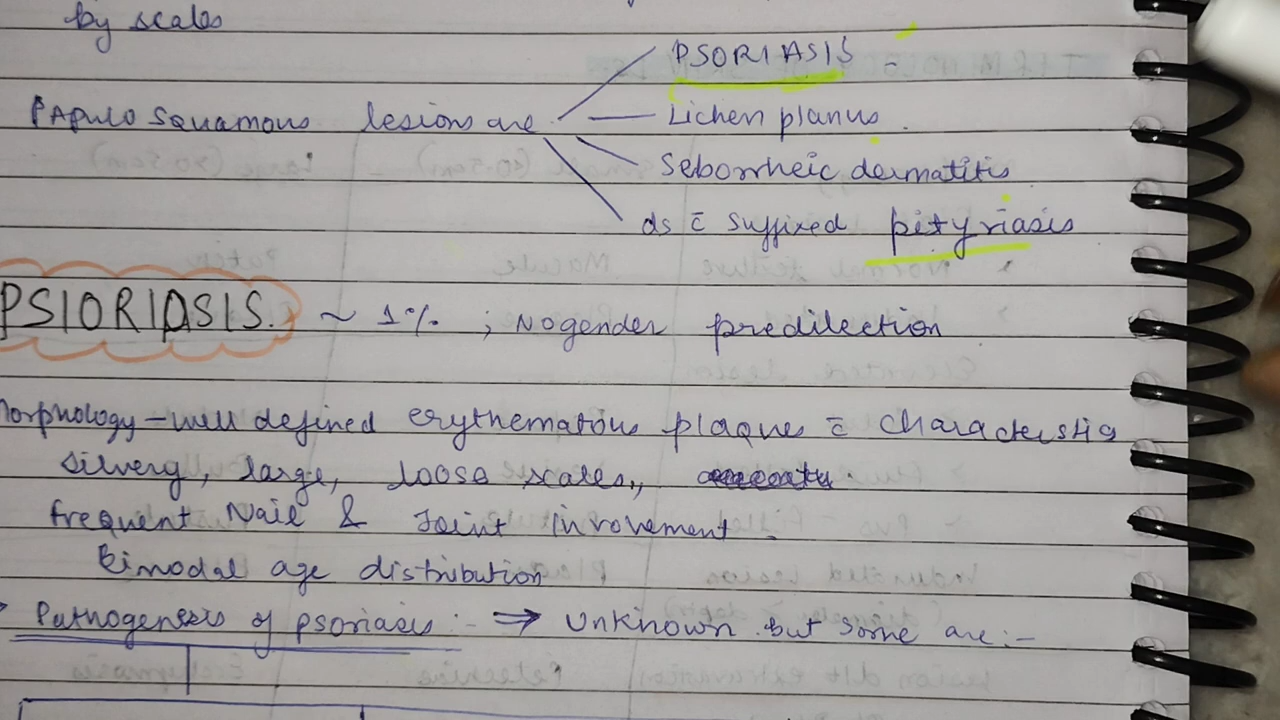 by scales
PSORIASIS -
PApulo squamous lesions are
Lichen planus.
Seborrheic dermatitis
ds c̄ suffixed pityriasis
PSIORIASIS. ~ 1% ; No gender predilection
Morphology - well defined erythematous plaques c̄ characteristic
silvery, large, loose scales,,
frequent Nail & Joint involvement.
Bimodal age distribution
Pathogenesis of psoriasis :- ⇒ Unknown but some are :-